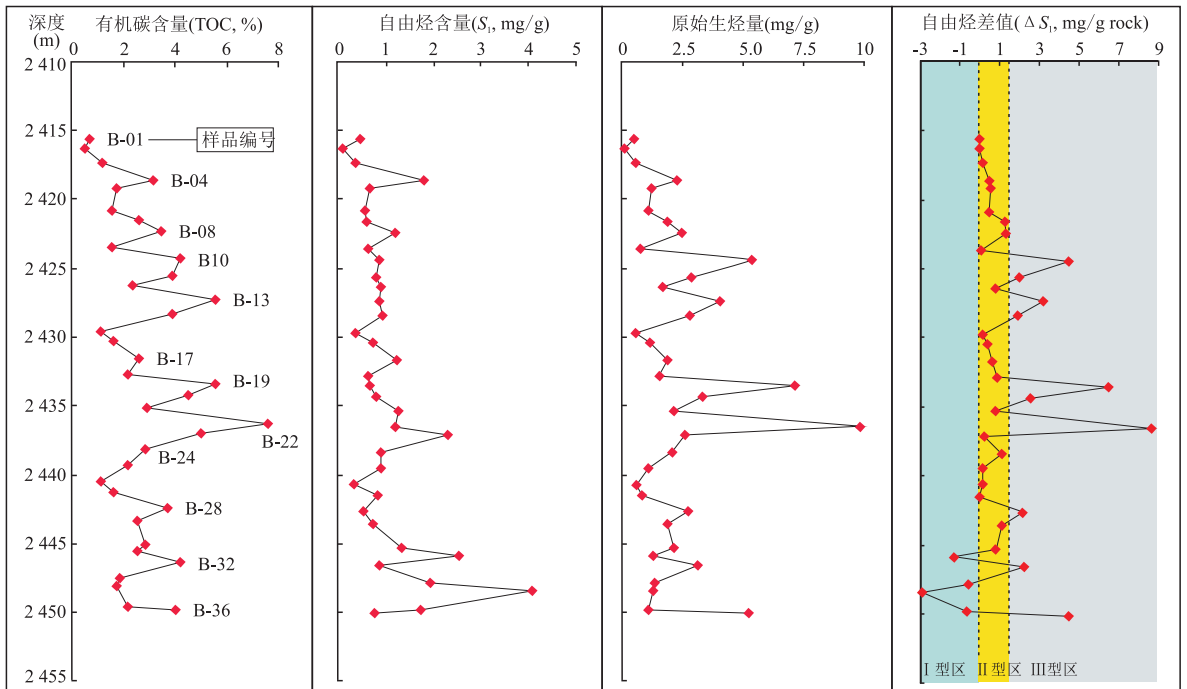 深度
(m)
2 410
2 415
2 420
2 425
2 430
2 435
2 440
2 445
2 450
2 455
有机碳含量(TOC, %)
0 2 4 6 8
B-01
样品编号
B-04
B-08
B10
B-13
B-17
B-19
B-22
B-24
B-28
B-32
B-36
自由烃含量(S₁, mg/g)
0 1 2 3 4 5
原始生烃量(mg/g)
0 2.5 5 7.5 10
自由烃差值(ΔS₁, mg/g rock)
-3 -1 1 3 5 7 9
Ⅰ型区 Ⅱ型区 Ⅲ型区